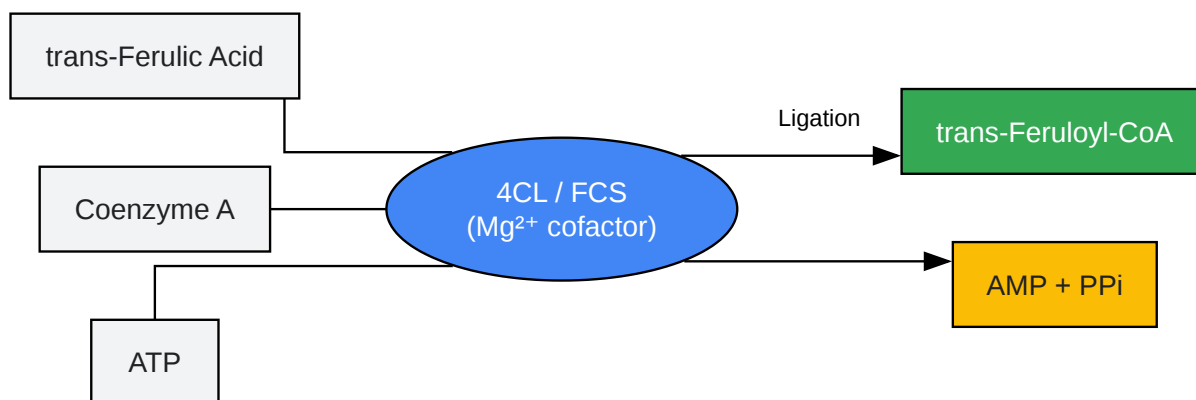 trans-Ferulic Acid
Coenzyme A
ATP
4CL / FCS
(Mg²⁺ cofactor)
Ligation
trans-Feruloyl-CoA
AMP + PPi